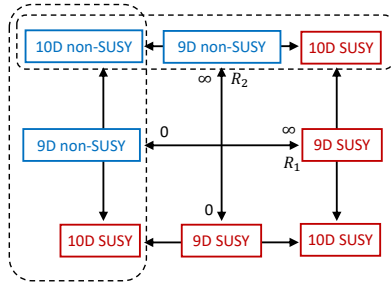 10D non-SUSY 9D non-SUSY 10D SUSY
∞ R₂
0 ∞
9D non-SUSY 9D SUSY
R₁
0
10D SUSY 9D SUSY 10D SUSY